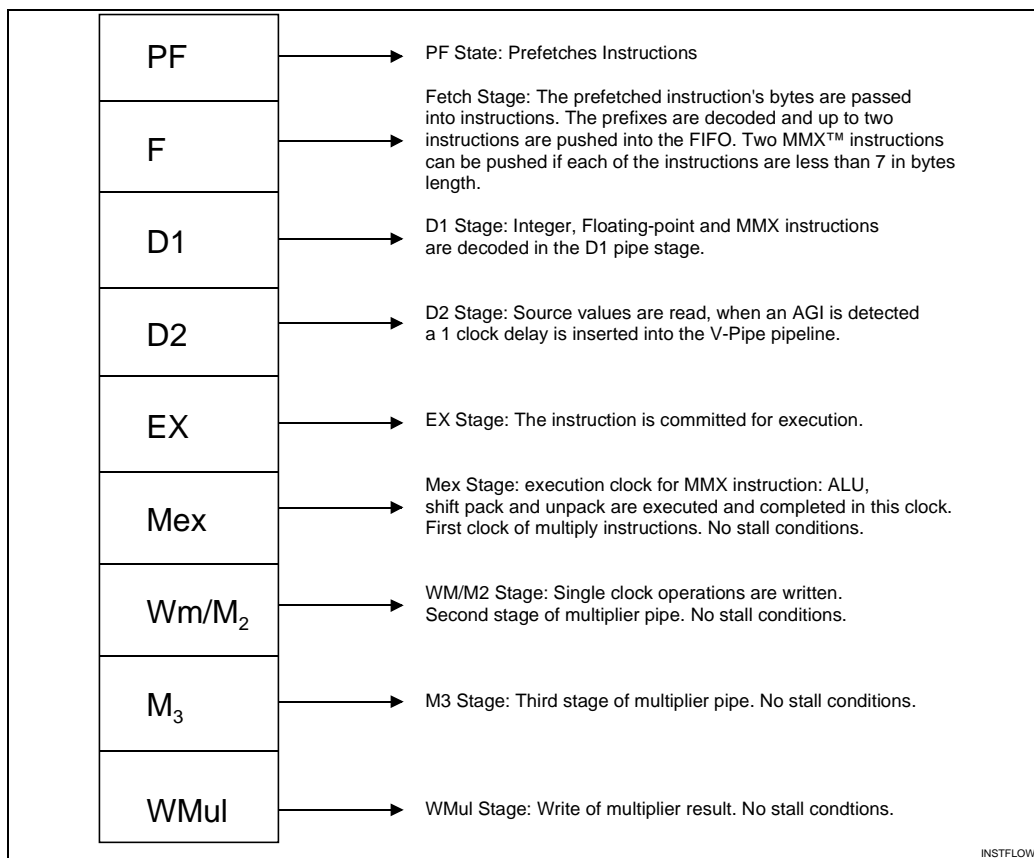 PF
PF State: Prefetches Instructions
F
Fetch Stage: The prefetched instruction's bytes are passed
into instructions. The prefixes are decoded and up to two
instructions are pushed into the FIFO. Two MMX™ instructions
can be pushed if each of the instructions are less than 7 in bytes
length.
D1
D1 Stage: Integer, Floating-point and MMX instructions
are decoded in the D1 pipe stage.
D2
D2 Stage: Source values are read, when an AGI is detected
a 1 clock delay is inserted into the V-Pipe pipeline.
EX
EX Stage: The instruction is committed for execution.
Mex
Mex Stage: execution clock for MMX instruction: ALU,
shift pack and unpack are executed and completed in this clock.
First clock of multiply instructions. No stall conditions.
Wm/M2
WM/M2 Stage: Single clock operations are written.
Second stage of multiplier pipe. No stall conditions.
M3
M3 Stage: Third stage of multiplier pipe. No stall conditions.
WMul
WMul Stage: Write of multiplier result. No stall condtions.
INSTFLOW